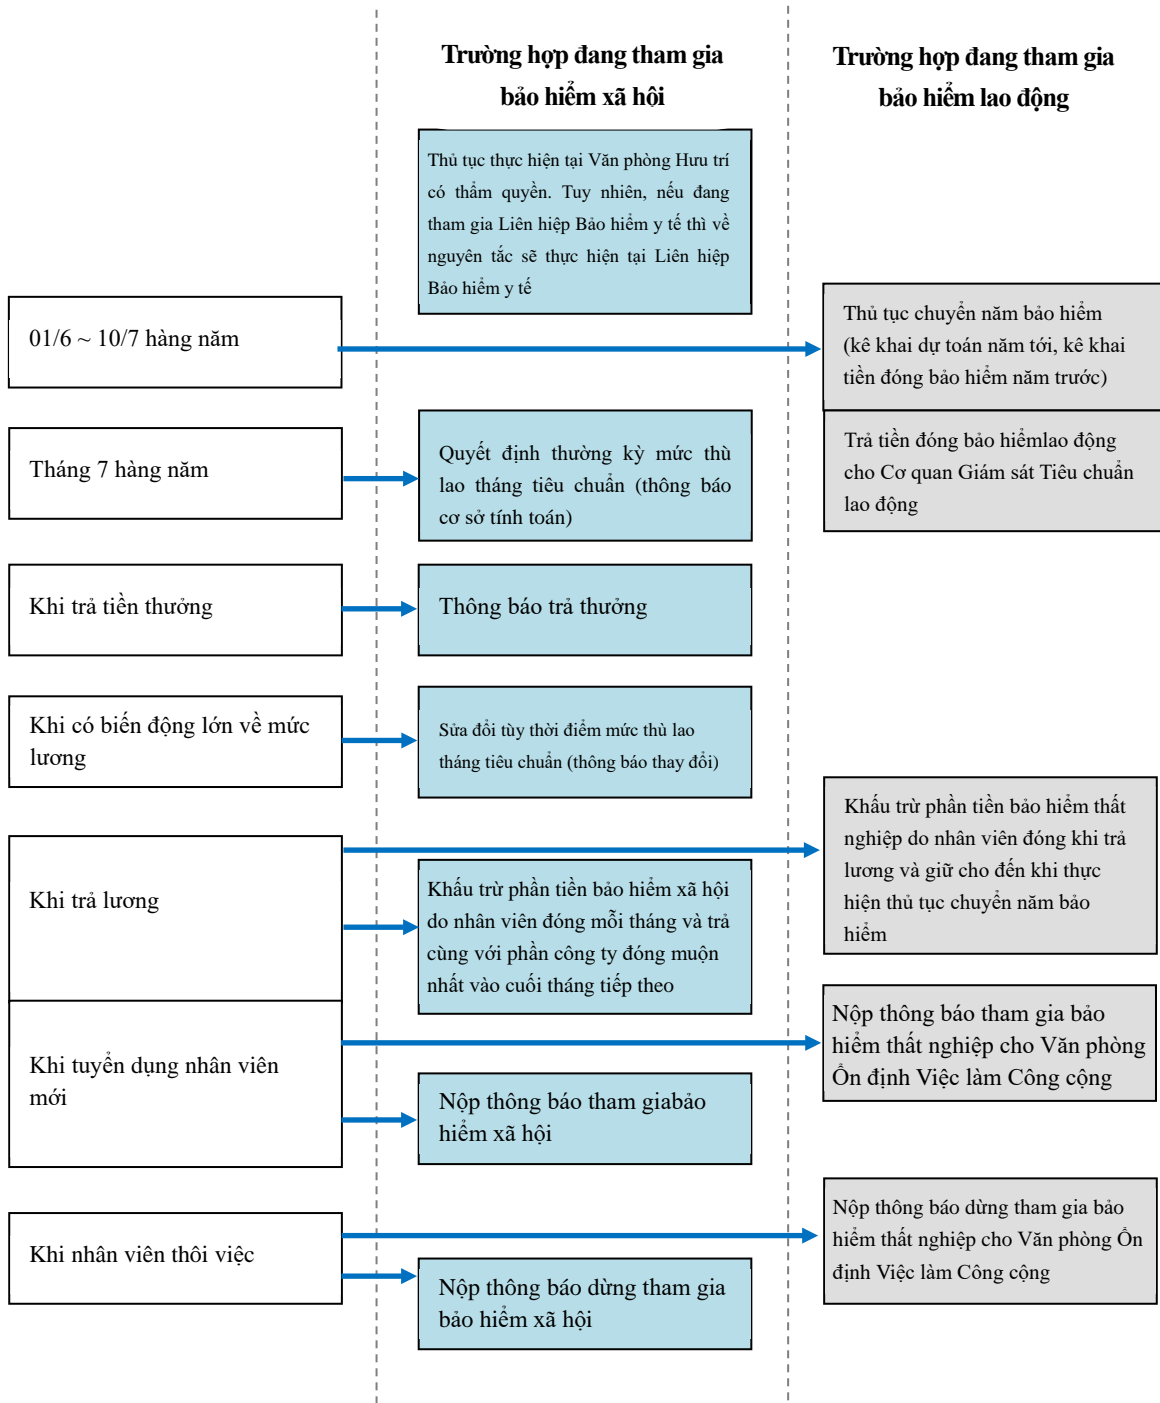 Trường hợp đang tham gia
bảo hiểm xã hội
Trường hợp đang tham gia
bảo hiểm lao động
Thủ tục thực hiện tại Văn phòng Hưu trí
có thẩm quyền. Tuy nhiên, nếu đang
tham gia Liên hiệp Bảo hiểm y tế thì về
nguyên tắc sẽ thực hiện tại Liên hiệp
Bảo hiểm y tế
01/6 ~ 10/7 hàng năm
Thủ tục chuyển năm bảo hiểm
(kê khai dự toán năm tới, kê khai
tiền đóng bảo hiểm năm trước)
Tháng 7 hàng năm
Quyết định thường kỳ mức thù
lao tháng tiêu chuẩn (thông báo
cơ sở tính toán)
Trả tiền đóng bảo hiểmlao động
cho Cơ quan Giám sát Tiêu chuẩn
lao động
Khi trả tiền thưởng
Thông báo trả thưởng
Khi có biến động lớn về mức
lương
Sửa đổi tùy thời điểm mức thù lao
tháng tiêu chuẩn (thông báo thay đổi)
Khi trả lương
Khấu trừ phần tiền bảo hiểm thất
nghiệp do nhân viên đóng khi trả
lương và giữ cho đến khi thực
hiện thủ tục chuyển năm bảo
hiểm
Khấu trừ phần tiền bảo hiểm xã hội
do nhân viên đóng mỗi tháng và trả
cùng với phần công ty đóng muộn
nhất vào cuối tháng tiếp theo
Khi tuyển dụng nhân viên
mới
Nộp thông báo tham gia bảo
hiểm thất nghiệp cho Văn phòng
Ổn định Việc làm Công cộng
Nộp thông báo tham giabảo
hiểm xã hội
Khi nhân viên thôi việc
Nộp thông báo dừng tham gia bảo
hiểm thất nghiệp cho Văn phòng Ổn
định Việc làm Công cộng
Nộp thông báo dừng tham gia
bảo hiểm xã hội